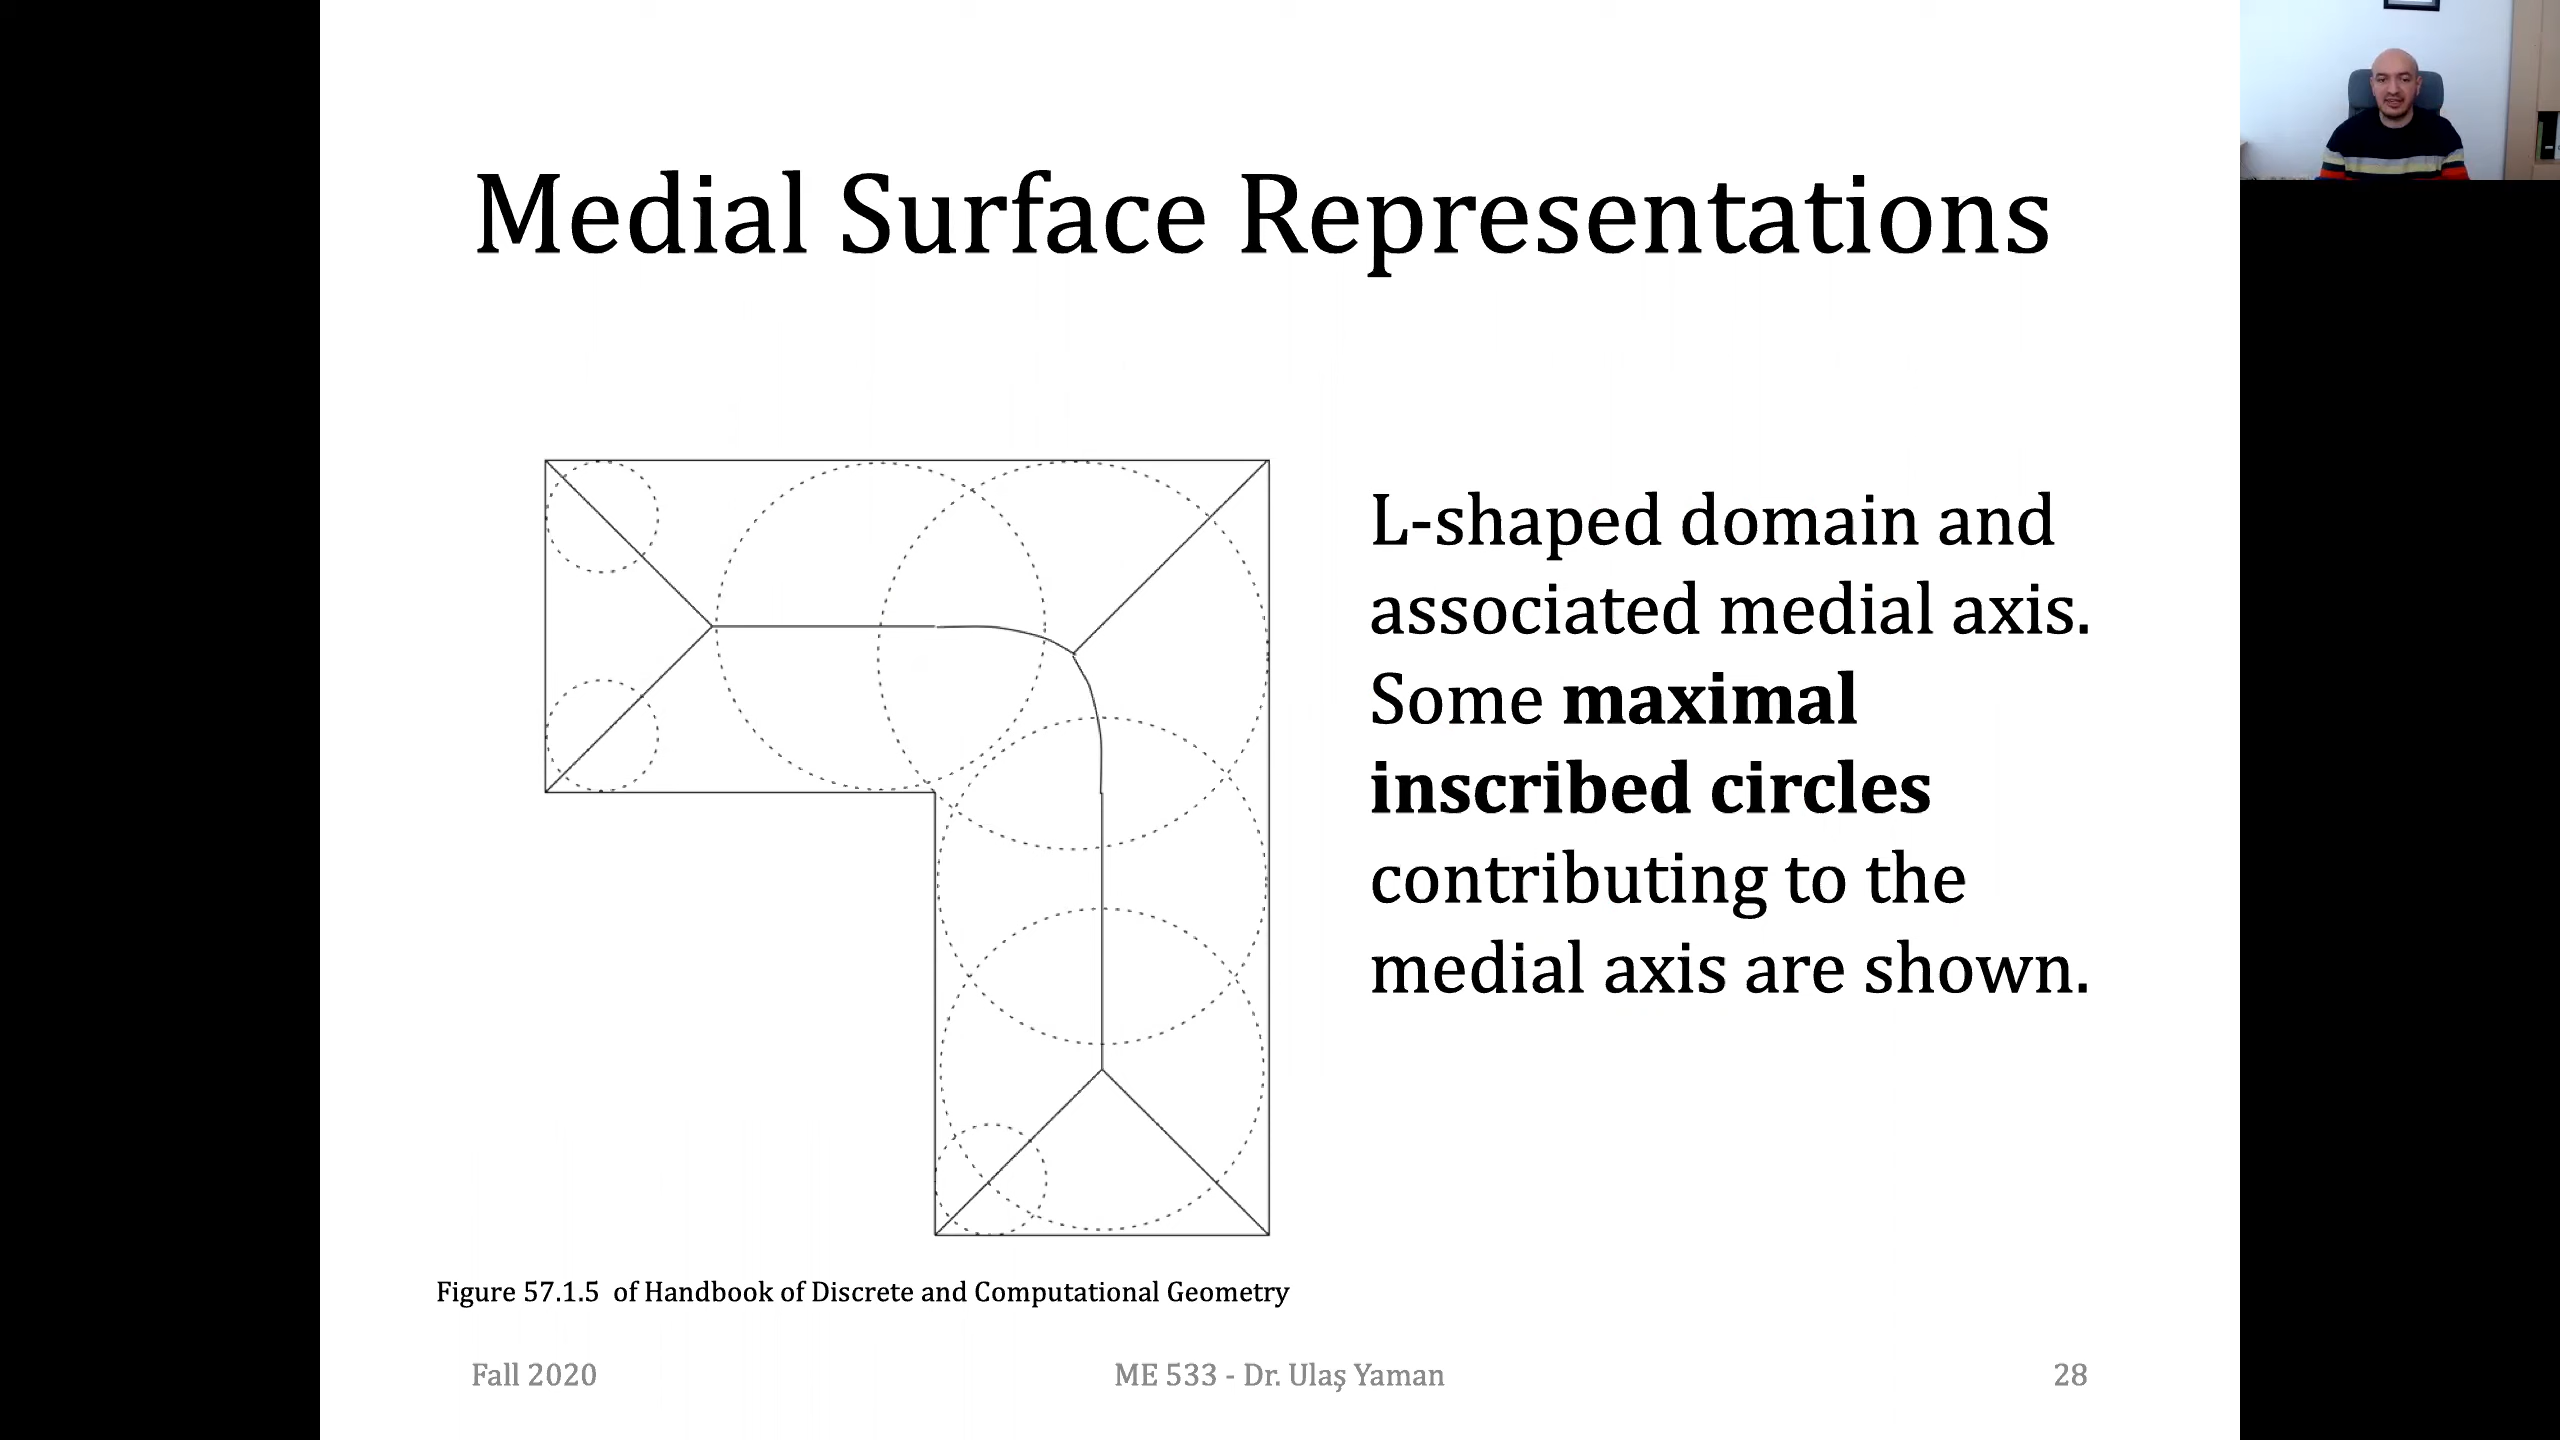 Medial Surface Representations
L-shaped domain and
associated medial axis.
Some maximal
inscribed circles
contributing to the
medial axis are shown.
Figure 57.1.5 of Handbook of Discrete and Computational Geometry
Fall 2020
ME 533 - Dr. Ulaş Yaman
28